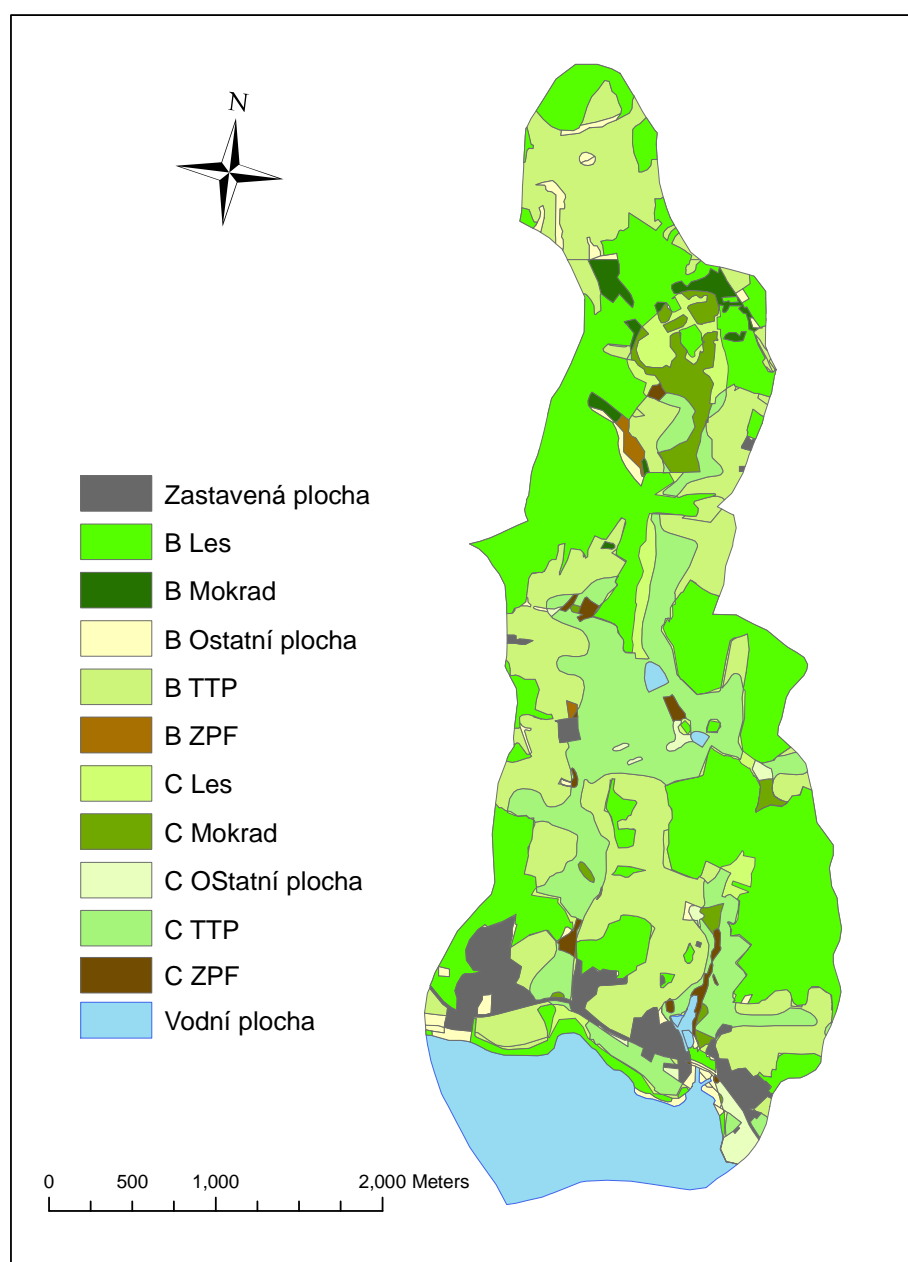 N
Zastavená plocha
B Les
B Mokrad
B Ostatní plocha
B TTP
B ZPF
C Les
C Mokrad
C OStatní plocha
C TTP
C ZPF
Vodní plocha
0 500 1,000 2,000 Meters